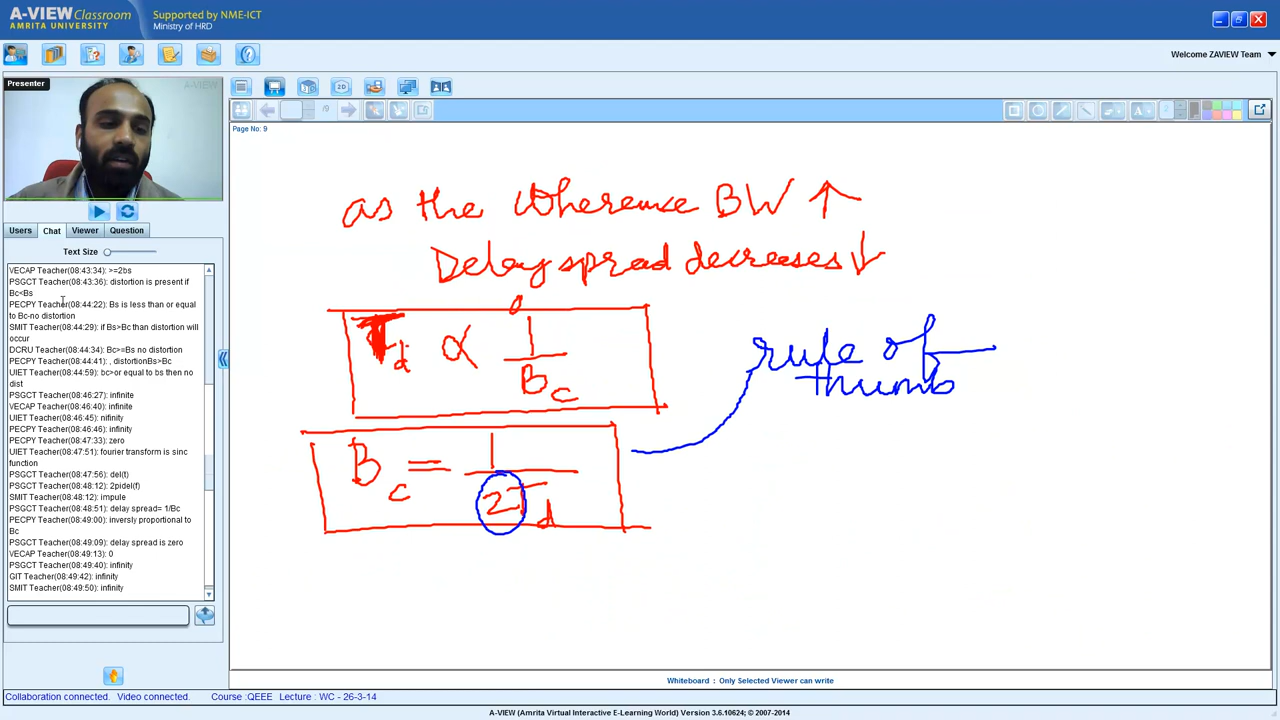 A-VIEW Classroom
AMRITA UNIVERSITY
Supported by NME-ICT
Ministry of HRD
Welcome ZAVIEW Team
Presenter
A-VIEW
Users Chat Viewer Question
Text Size
VECAP Teacher(08:43:34): >=2bs
PSGCT Teacher(08:43:36): distortion is present if
Bc<Bs
PECPY Teacher(08:44:22): Bs is less than or equal
to Bc-no distortion
SMIT Teacher(08:44:29): if Bs>Bc than distortion will
occur
DCRU Teacher(08:44:34): Bc>=Bs no distortion
PECPY Teacher(08:44:41): , distortionBs>Bc
UIET Teacher(08:44:59): bc>or equal to bs then no
dist
PSGCT Teacher(08:46:27): infinite
VECAP Teacher(08:46:40): infinite
UIET Teacher(08:46:45): nifinity
PECPY Teacher(08:46:46): infinity
PECPY Teacher(08:47:33): zero
UIET Teacher(08:47:51): fourier transform is sinc
function
PSGCT Teacher(08:47:56): del(t)
PSGCT Teacher(08:48:12): 2pidel(f)
SMIT Teacher(08:48:12): impule
PSGCT Teacher(08:48:51): delay spread= 1/Bc
PECPY Teacher(08:49:00): inversly proportional to
Bc
PSGCT Teacher(08:49:09): delay spread is zero
VECAP Teacher(08:49:13): 0
PSGCT Teacher(08:49:40): infinity
GIT Teacher(08:49:42): infinity
SMIT Teacher(08:49:50): infinity
Page No: 9
as the Coherence BW ↑
Delay spread decreases ↓
T_d ∝ 1/B_c
B_c = 1/2T_d
rule of
thumb
Whiteboard : Only Selected Viewer can write
Collaboration connected. Video connected. Course :QEEE Lecture : WC - 26-3-14
A-VIEW (Amrita Virtual Interactive E-Learning World) Version 3.6.10624; © 2007-2014